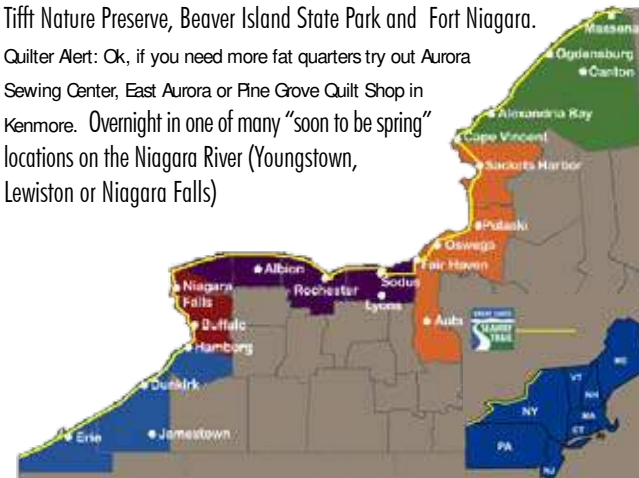 Tifft Nature Preserve, Beaver Island State Park and Fort Niagara.
Quilter Alert: Ok, if you need more fat quarters try out Aurora
Sewing Center, East Aurora or Pine Grove Quilt Shop in
Kenmore. Overnight in one of many “soon to be spring”
locations on the Niagara River (Youngstown,
Lewiston or Niagara Falls)
Massena
Ogdensburg
Canton
Alexandria Bay
Cape Vincent
Sackets Harbor
Pulaski
Oswego
Fair Haven
Albion
Rochester
Sodus
Lyons
Niagara
Falls
Buffalo
Hamburg
Dunkirk
Erie
Jamestown
GREAT LAKES
SEAWAY
TRAIL
ME
VT
NH
NY
MA
CT
PA
NJ